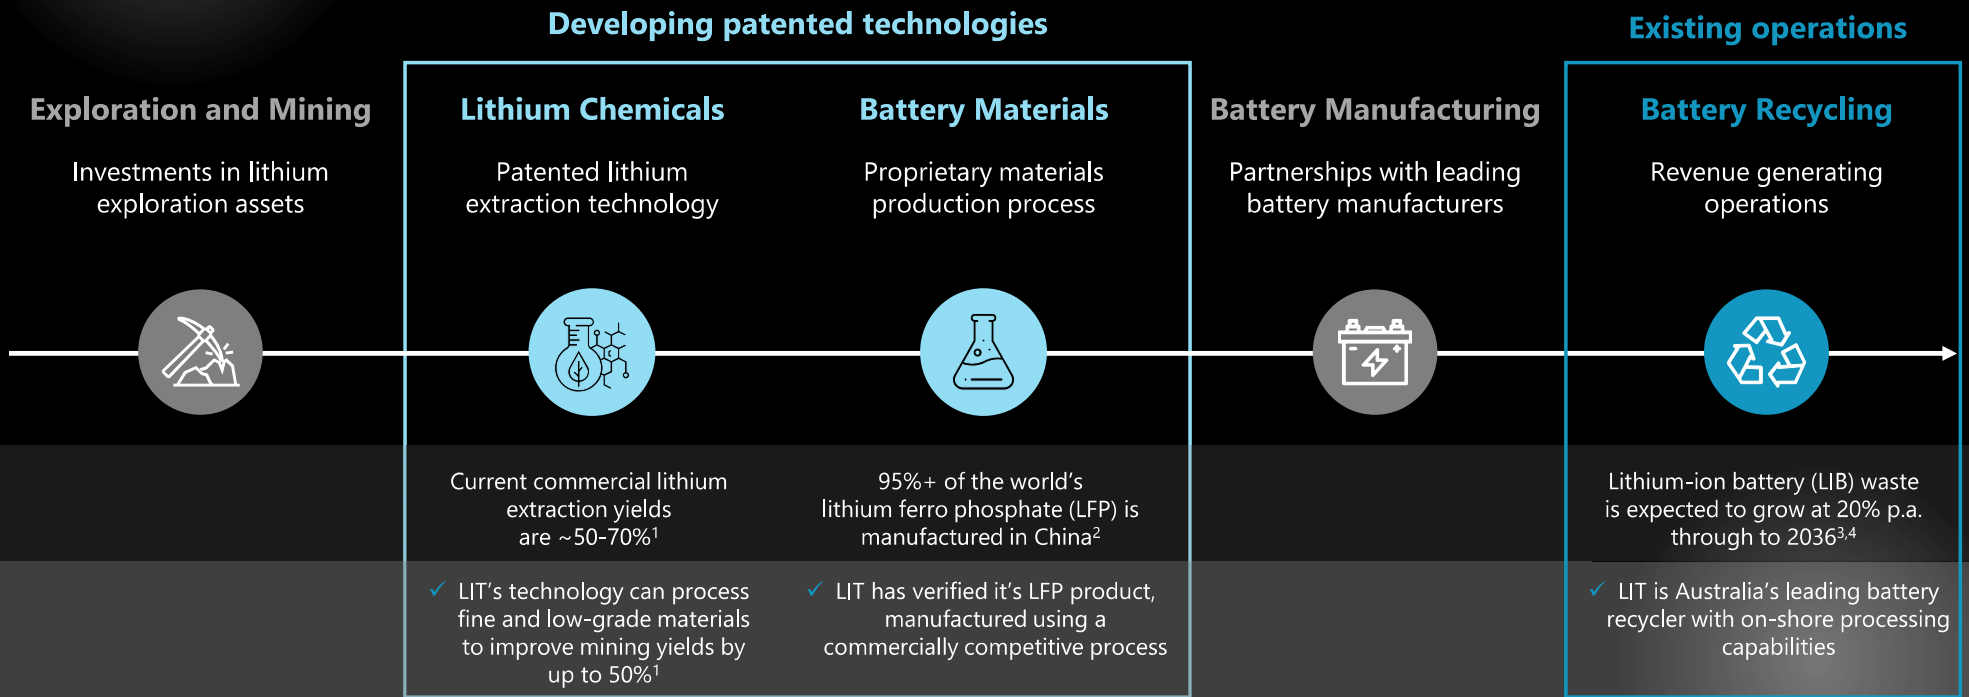 Developing patented technologies
Existing operations
Exploration and Mining
Investments in lithium
exploration assets
Lithium Chemicals
Patented lithium
extraction technology
Battery Materials
Proprietary materials
production process
Battery Manufacturing
Partnerships with leading
battery manufacturers
Battery Recycling
Revenue generating
operations
Current commercial lithium
extraction yields
are ~50-70%¹
95%+ of the world's
lithium ferro phosphate (LFP) is
manufactured in China²
Lithium-ion battery (LIB) waste
is expected to grow at 20% p.a.
through to 2036³,⁴
✓ LIT's technology can process
fine and low-grade materials
to improve mining yields by
up to 50%¹
✓ LIT has verified it's LFP product,
manufactured using a
commercially competitive process
✓ LIT is Australia's leading battery
recycler with on-shore processing
capabilities